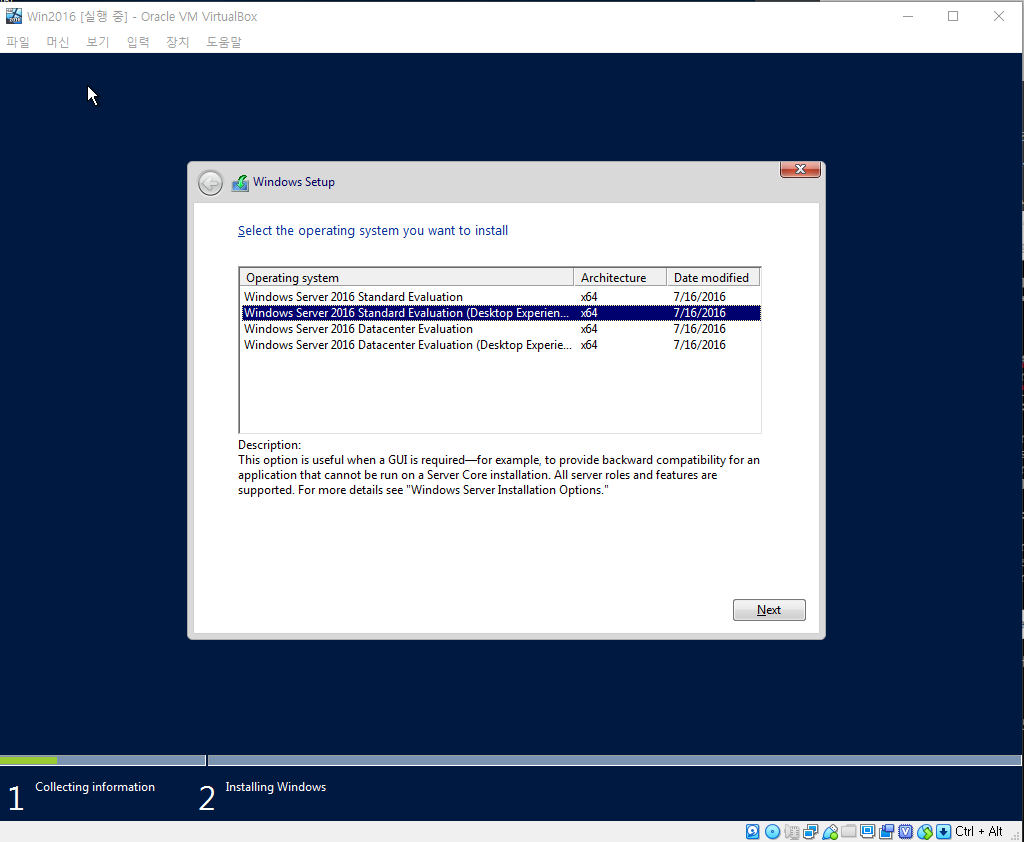 Win2016 [실행 중] - Oracle VM VirtualBox
파일 머신 보기 입력 장치 도움말
Windows Setup
Select the operating system you want to install
Operating system Architecture Date modified
Windows Server 2016 Standard Evaluation x64 7/16/2016
Windows Server 2016 Standard Evaluation (Desktop Experien... x64 7/16/2016
Windows Server 2016 Datacenter Evaluation x64 7/16/2016
Windows Server 2016 Datacenter Evaluation (Desktop Experie... x64 7/16/2016
Description:
This option is useful when a GUI is required—for example, to provide backward compatibility for an
application that cannot be run on a Server Core installation. All server roles and features are
supported. For more details see "Windows Server Installation Options."
Next
1 Collecting information 2 Installing Windows
Ctrl + Alt